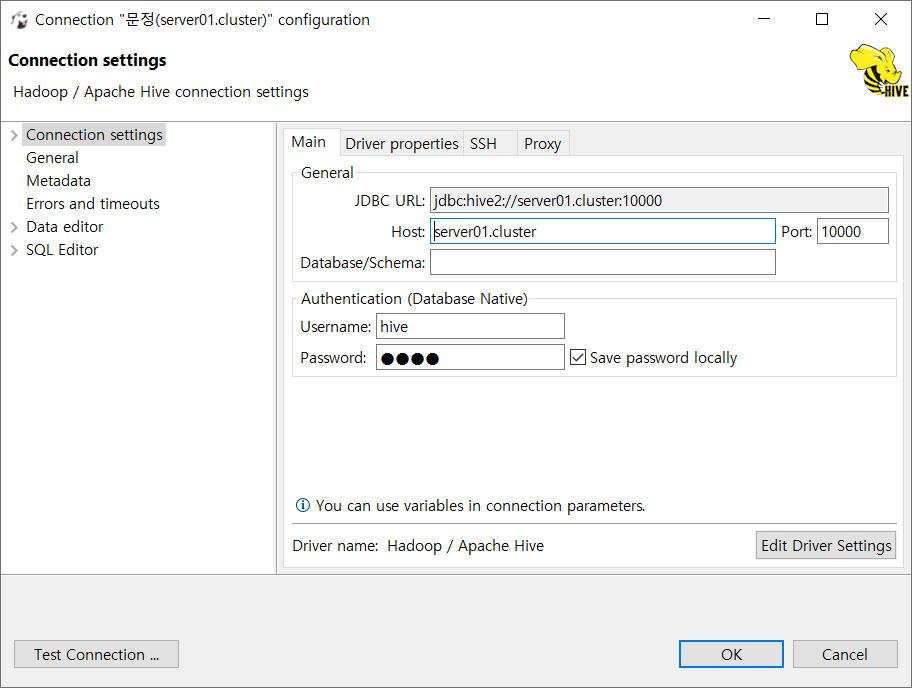 Connection "문정(server01.cluster)" configuration
Connection settings
Hadoop / Apache Hive connection settings
HIVE
Connection settings
General
Metadata
Errors and timeouts
Data editor
SQL Editor
Main Driver properties SSH Proxy
General
JDBC URL: jdbc:hive2://server01.cluster:10000
Host: server01.cluster Port: 10000
Database/Schema:
Authentication (Database Native)
Username: hive
Password: ●●●● Save password locally
You can use variables in connection parameters.
Driver name: Hadoop / Apache Hive Edit Driver Settings
Test Connection ... OK Cancel